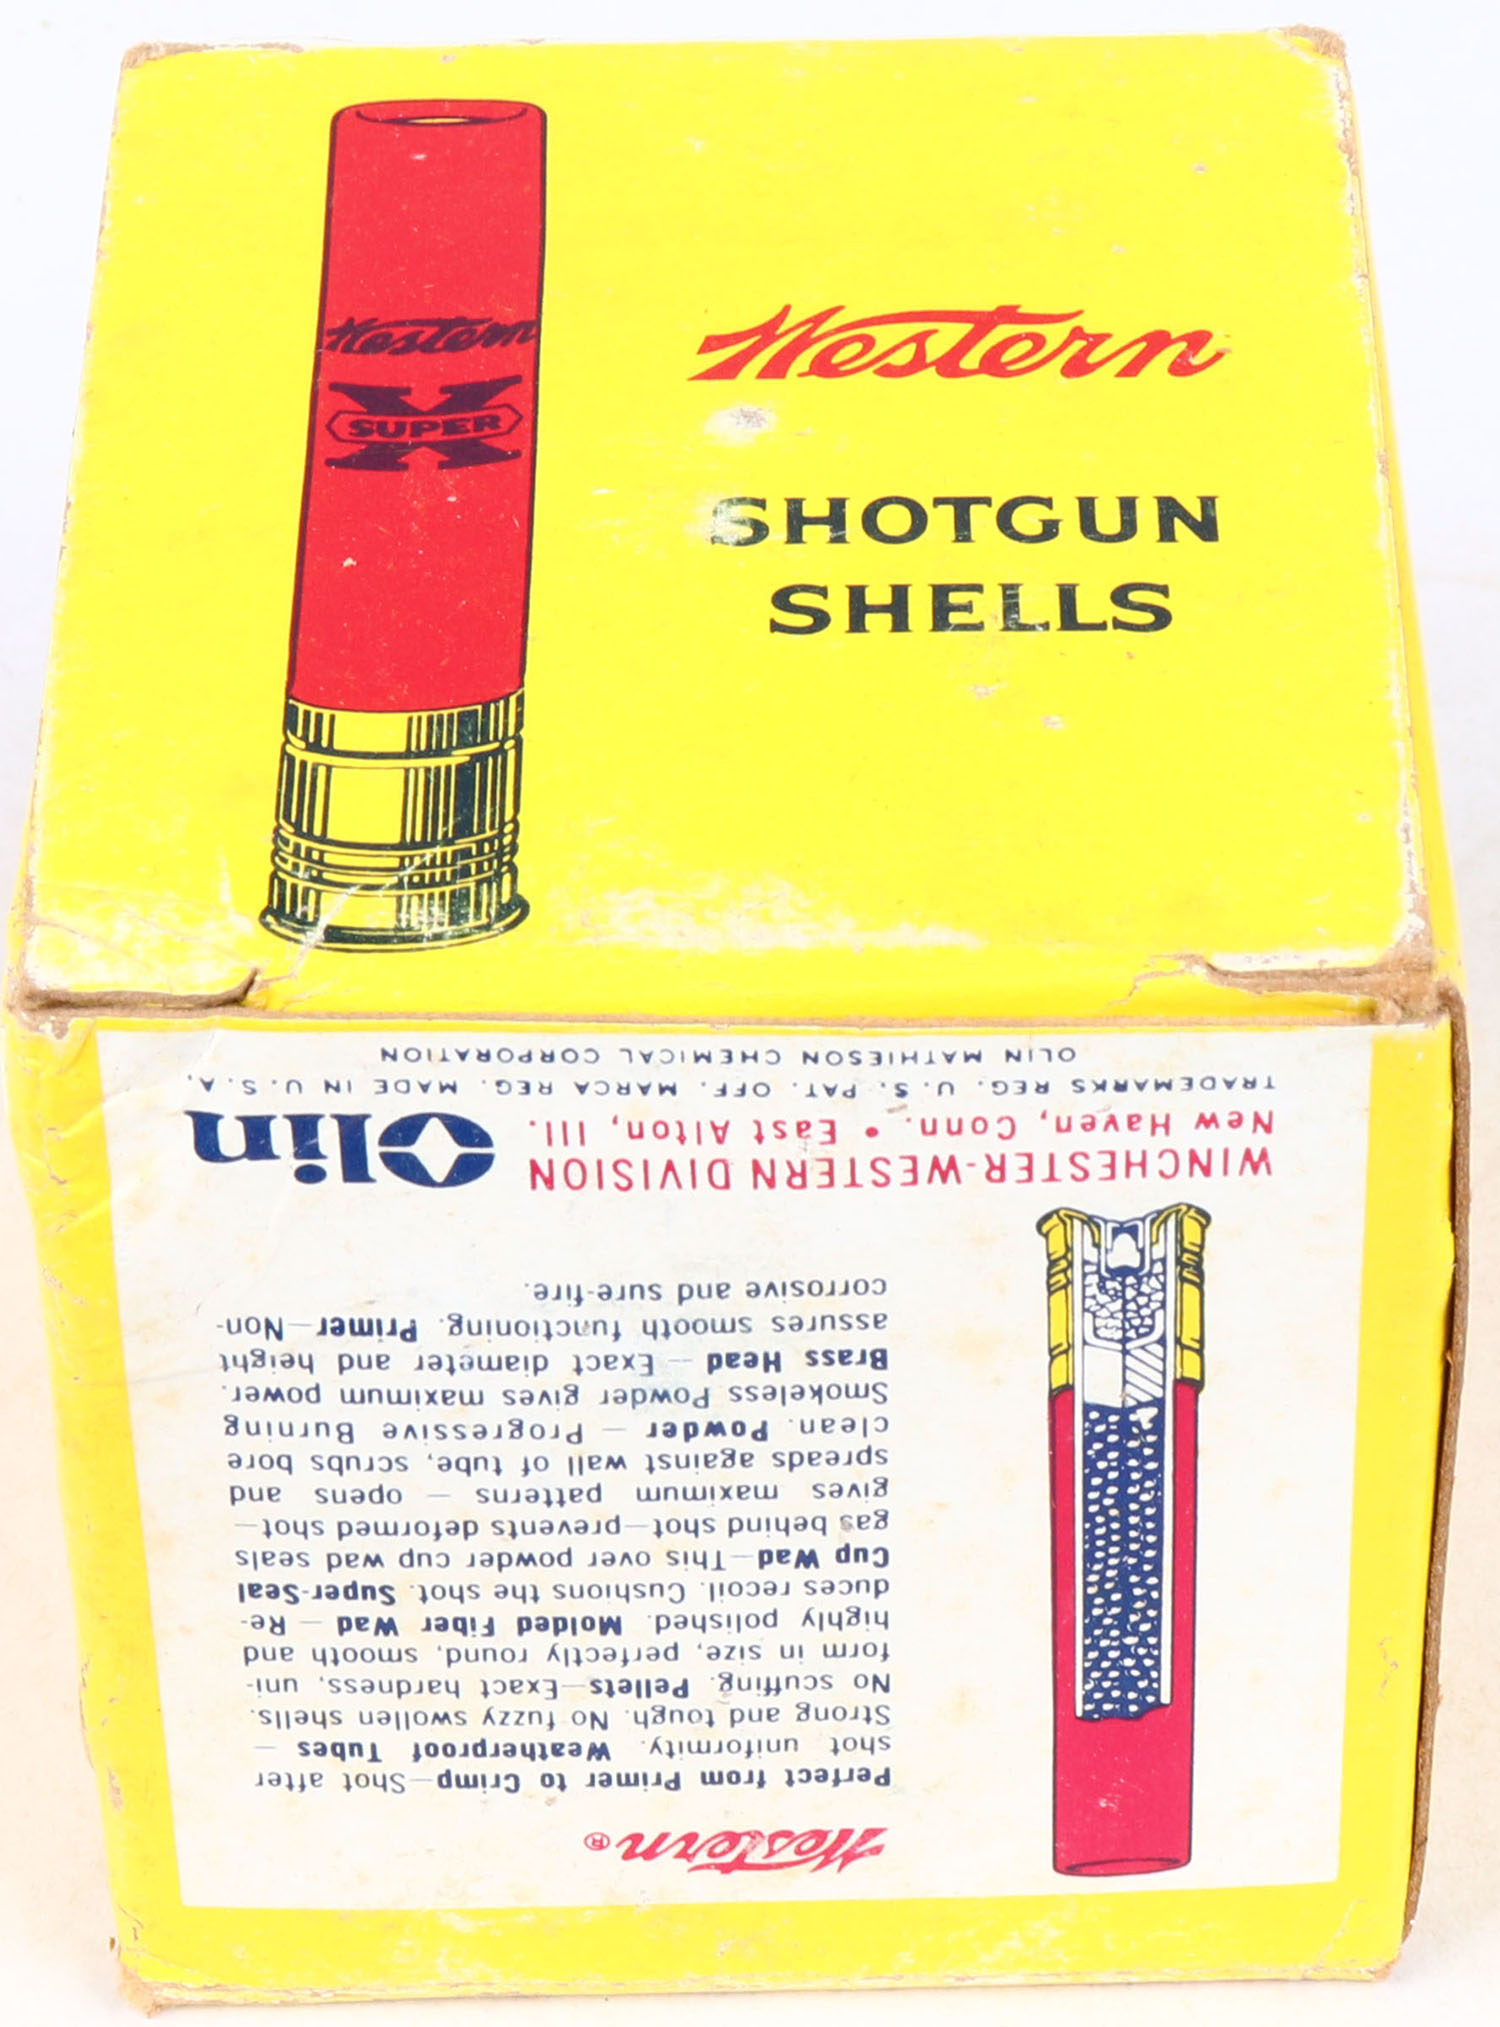 Western
SUPER X
Western
SHOTGUN
SHELLS
Western®
Perfect from Primer to Crimp—Shot after
shot uniformity. Weatherproof Tubes —
Strong and tough. No fuzzy swollen shells.
No scuffing. Pellets—Exact hardness, uni-
form in size, perfectly round, smooth and
highly polished. Molded Fiber Wad — Re-
duces recoil. Cushions the shot. Super-Seal
Cup Wad—This over powder cup wad seals
gas behind shot—prevents deformed shot—
gives maximum patterns — opens and
spreads against wall of tube, scrubs bore
clean. Powder — Progressive Burning
Smokeless Powder gives maximum power.
Brass Head — Exact diameter and height
assures smooth functioning. Primer—Non-
corrosive and sure-fire.
WINCHESTER-WESTERN DIVISION
New Haven, Conn. • East Alton, Ill.
Olin
TRADEMARKS REG. U. S. PAT. OFF. MARCA REG. MADE IN U. S. A.
OLIN MATHIESON CHEMICAL CORPORATION